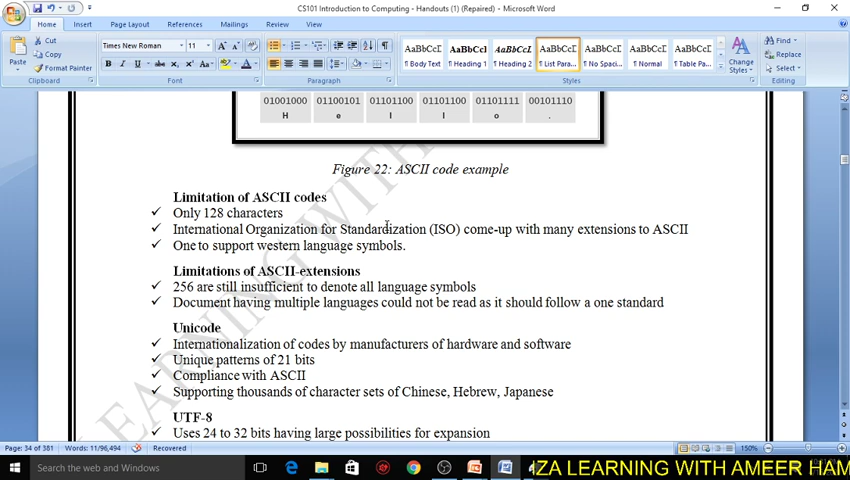 CS101 Introduction to Computing - Handouts (1) (Repaired) - Microsoft Word
Home Insert Page Layout References Mailings Review View
Paste
Cut
Copy
Format Painter
Clipboard
Times New Roman 11
B I U abc x₂ x² Aa
Font
Paragraph
AaBbCcI AaBbCcI AaBbCcI AaBbCcI AaBbCcI AaBbCcI AaBbCcI
¶ Body Text ¶ Heading 1 ¶ Heading 2 ¶ List Para... ¶ No Spaci... ¶ Normal ¶ Table Pa...
Change
Styles
Styles
Find
Replace
Select
Editing
01001000 01100101 01101100 01101100 01101111 00101110
H e l l o .
Figure 22: ASCII code example
Limitation of ASCII codes
✓ Only 128 characters
✓ International Organization for Standardization (ISO) come-up with many extensions to ASCII
✓ One to support western language symbols.
Limitations of ASCII-extensions
✓ 256 are still insufficient to denote all language symbols
✓ Document having multiple languages could not be read as it should follow a one standard
Unicode
✓ Internationalization of codes by manufacturers of hardware and software
✓ Unique patterns of 21 bits
✓ Compliance with ASCII
✓ Supporting thousands of character sets of Chinese, Hebrew, Japanese
UTF-8
✓ Uses 24 to 32 bits having large possibilities for expansion
LEARNING WITH
Page: 34 of 381 Words: 11/96,494 Recovered 150%
Search the web and Windows
IZA LEARNING WITH AMEER HAM